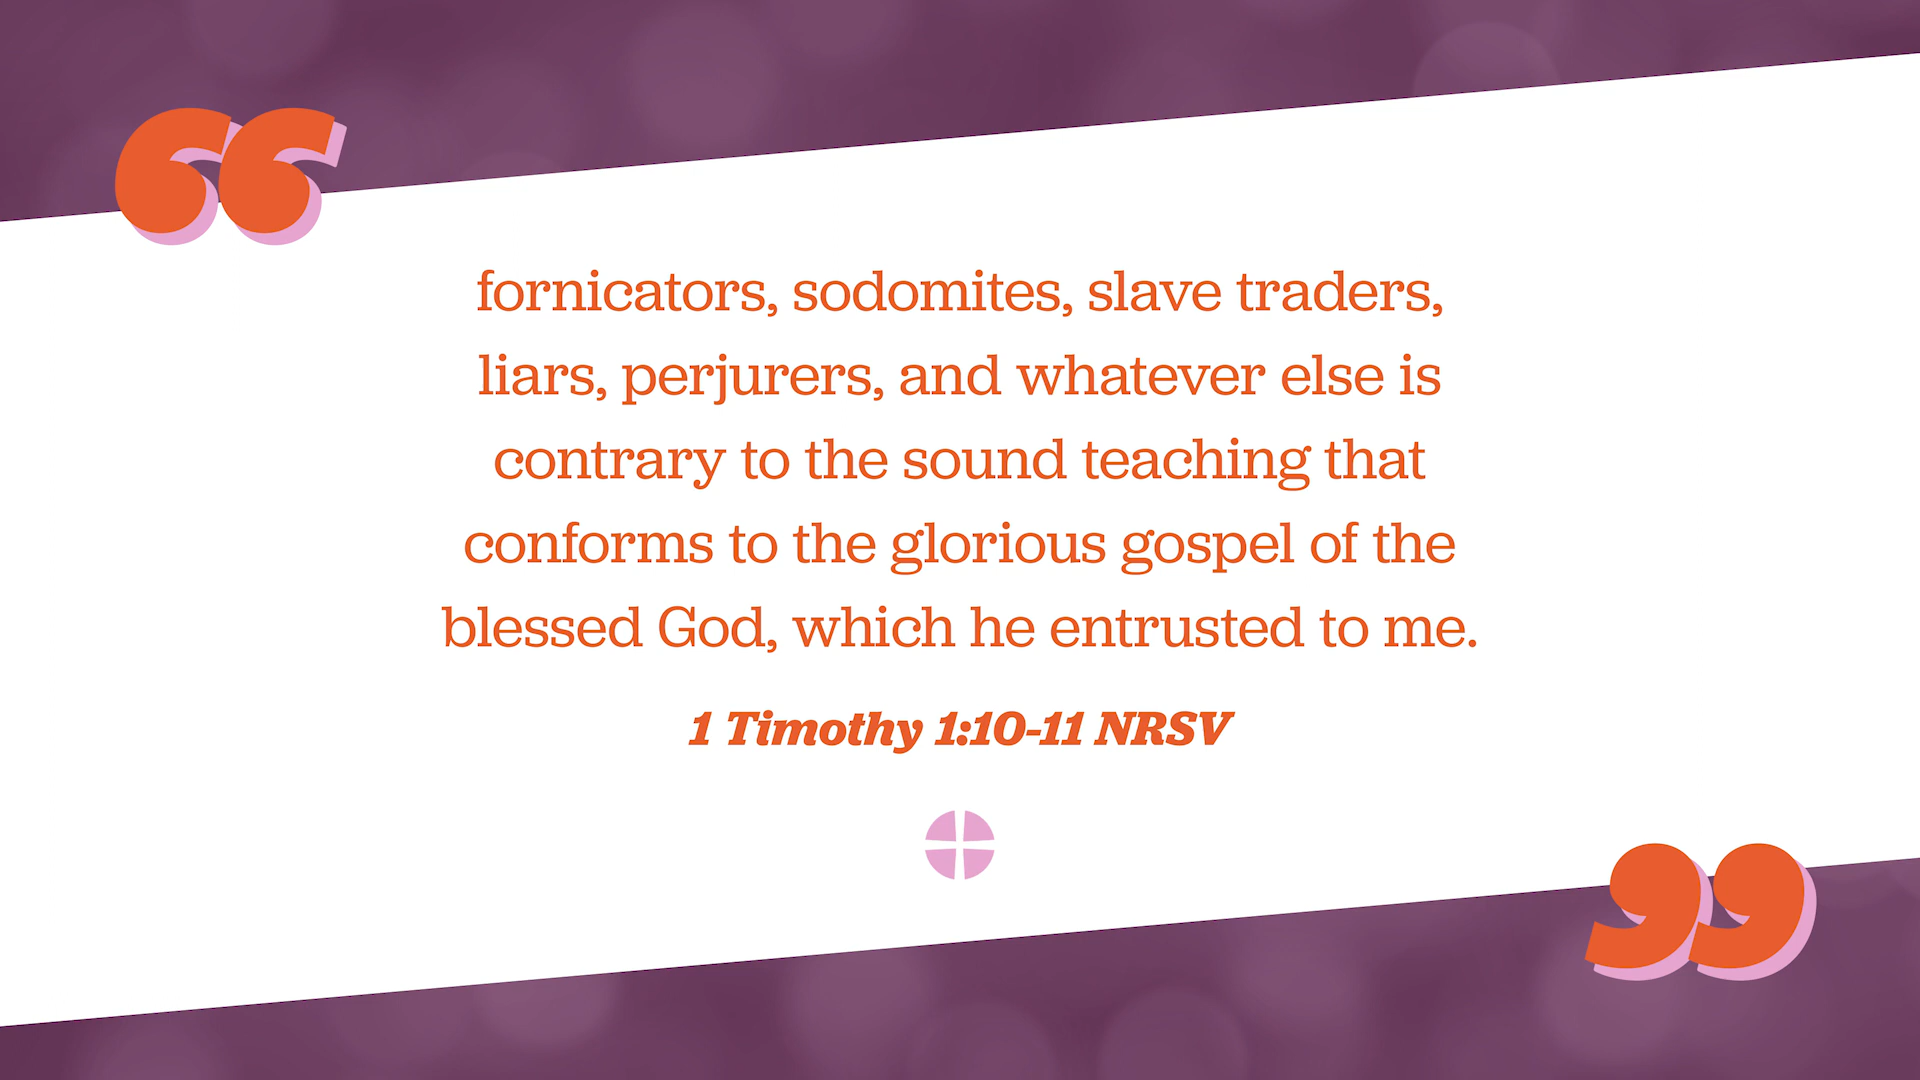 fornicators, sodomites, slave traders,
liars, perjurers, and whatever else is
contrary to the sound teaching that
conforms to the glorious gospel of the
blessed God, which he entrusted to me.
1 Timothy 1:10-11 NRSV